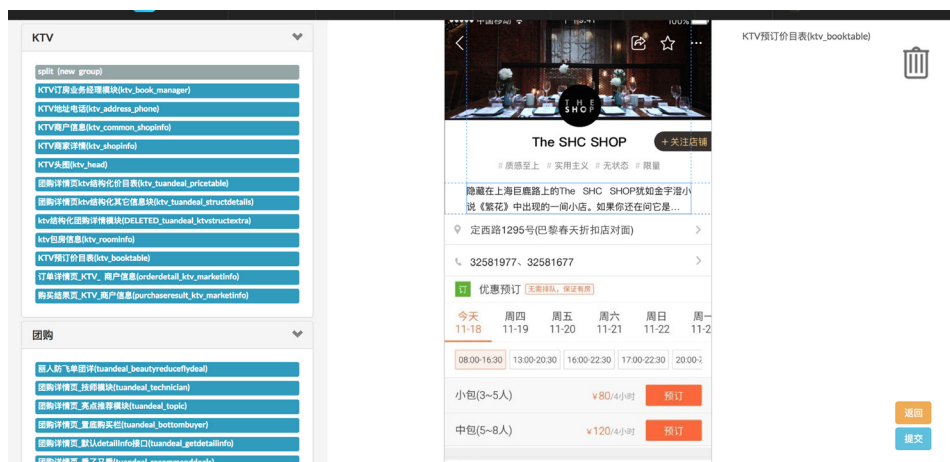 KTV
split (new group)
KTV订房业务经理模块(ktv_book_manager)
KTV地址电话(ktv_address_phone)
KTV商户信息(ktv_common_shopinfo)
KTV商家详情(ktv_shopinfo)
KTV头图(ktv_head)
团购详情页ktv结构化价目表(ktv_tuandeal_pricetable)
团购详情页ktv结构化其它信息块(ktv_tuandeal_structdetails)
ktv结构化团购详情模块(DELETED_tuandeal_ktvstructextra)
ktv包房信息(ktv_roominfo)
KTV预订价目表(ktv_booktable)
订单详情页_KTV_ 商户信息(orderdetail_ktv_marketinfo)
购买结果页_KTV_商户信息(purchaseresult_ktv_marketinfo)
团购
丽人防飞单团详(tuandeal_beautyreduceflydeal)
团购详情页_技师模块(tuandeal_technician)
团购详情页_亮点推荐模块(tuandeal_topic)
团购详情页_置底购买栏(tuandeal_bottombuyer)
团购详情页_默认detailInfo接口(tuandeal_getdetailinfo)
中国移动
100%
THE
SHC
The SHC SHOP
+ 关注店铺
# 质感至上 # 实用主义 # 无状态 # 限量
隐藏在上海巨鹿路上的The SHC SHOP犹如金宇澄小
说《繁花》中出现的一间小店。如果你还在问它是...
定西路1295号(巴黎春天折扣店对面)
32581977、32581677
订 优惠预订 无需排队，保证有房
今天 周四 周五 周六 周日 周一
11-18 11-19 11-20 11-21 11-22 11-2
08:00-16:30 13:00-20:30 16:00-22:30 17:00-22:30 20:00-2
小包(3~5人) ￥80/4小时 预订
中包(5~8人) ￥120/4小时 预订
KTV预订价目表(ktv_booktable)
返回
提交